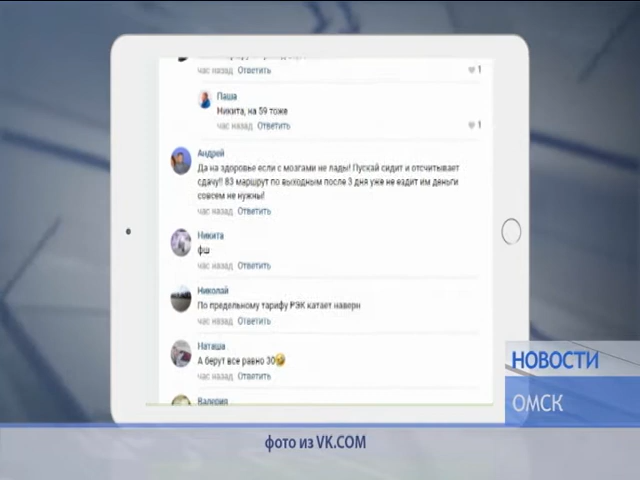 час назад Ответить 1
Паша
Никита, на 59 тоже
час назад Ответить 1
Андрей
Да на здоровье если с мозгами не лады! Пускай сидит и отсчитывает
сдачу!! 83 маршрут по выходным после 3 дня уже не ездит им деньги
совсем не нужны!
час назад Ответить
Никита
фш
час назад Ответить
Николай
По предельному тарифу РЭК катает наверн
час назад Ответить
Наташа
А берут все равно 30🤣
час назад Ответить
Валерия
НОВОСТИ
ОМСК
фото из VK.COM